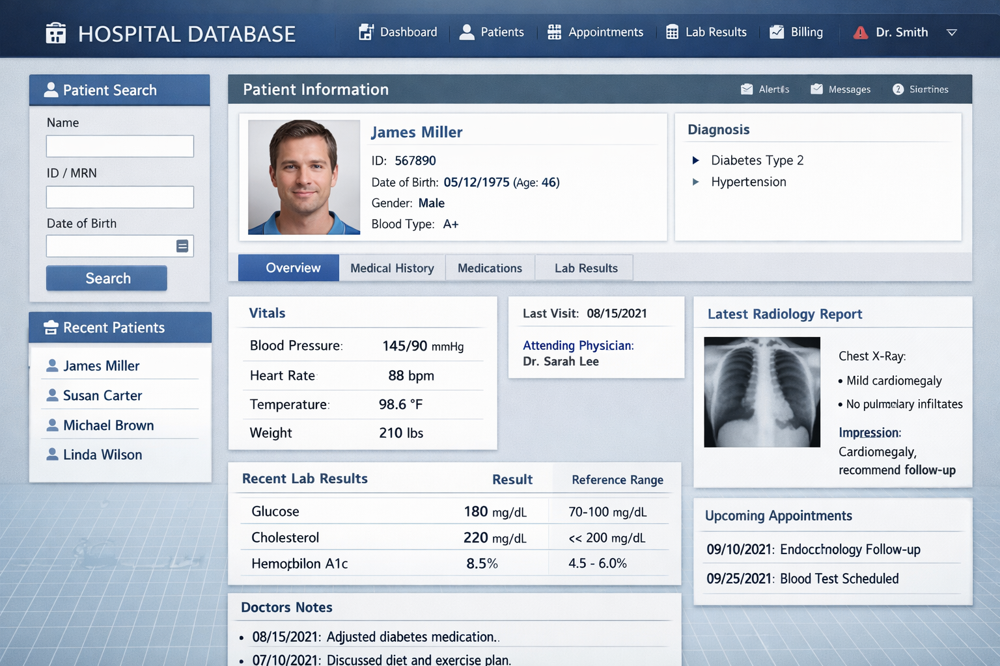 HOSPITAL DATABASE
Dashboard
Patients
Appointments
Lab Results
Billing
Dr. Smith
Patient Search
Name
ID / MRN
Date of Birth
Search
Recent Patients
James Miller
Susan Carter
Michael Brown
Linda Wilson
Patient Information
Messages
2
James Miller
ID: 567890
Date of Birth: 05/12/1975 (Age: 46)
Gender: Male
Blood Type: A+
Diagnosis
Diabetes Type 2
Hypertension
Overview
Medical History
Medications
Lab Results
Vitals
Blood Pressure: 145/90 mmHg
Heart Rate 88 bpm
Temperature: 98.6 °F
Weight 210 lbs
Last Visit: 08/15/2021
Attending Physician:
Dr. Sarah Lee
Latest Radiology Report
Chest X-Ray:
• Mild cardiomegaly
• No infiltates
Impression:
Cardiomegaly,
recommend follow-up
Recent Lab Results Result Reference Range
Glucose 180 mg/dL 70-100 mg/dL
Cholesterol 220 mg/dL << 200 mg/dL
A1c 8.5% 4.5 - 6.0%
Upcoming Appointments
09/10/2021: Follow-up
09/25/2021: Blood Test Scheduled
Doctors Notes
• 08/15/2021: Adjusted diabetes medication..
• 07/10/2021: Discussed diet and exercise plan.